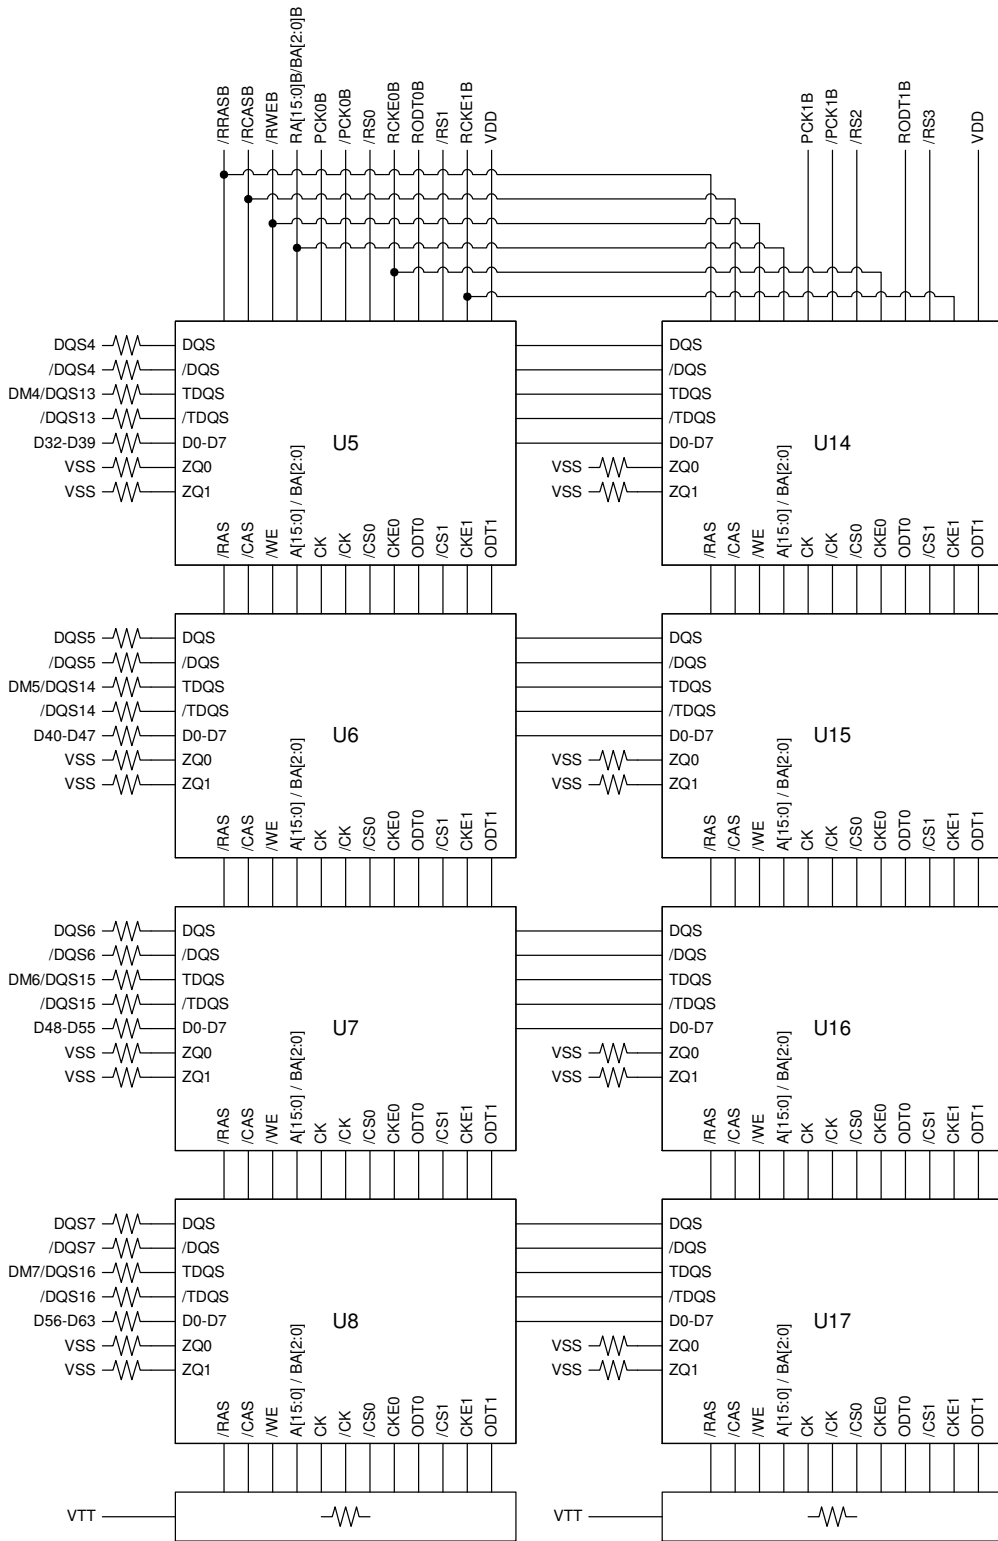 /RRASB
/RCASB
/RWEB
RA[15:0]B/BA[2:0]B
PCK0B
/PCK0B
/RS0
RCKE0B
RODT0B
/RS1
RCKE1B
VDD
PCK1B
/PCK1B
/RS2
RODT1B
/RS3
VDD
DQS4
/DQS4
DM4/DQS13
/DQS13
D32-D39
VSS
VSS
DQS
/DQS
TDQS
/TDQS
D0-D7
ZQ0
ZQ1
U5
/RAS
/CAS
/WE
A[15:0] / BA[2:0]
CK
/CK
/CS0
CKE0
ODT0
/CS1
CKE1
ODT1
VSS
VSS
DQS
/DQS
TDQS
/TDQS
D0-D7
ZQ0
ZQ1
U14
/RAS
/CAS
/WE
A[15:0] / BA[2:0]
CK
/CK
/CS0
CKE0
ODT0
/CS1
CKE1
ODT1
DQS5
/DQS5
DM5/DQS14
/DQS14
D40-D47
VSS
VSS
DQS
/DQS
TDQS
/TDQS
D0-D7
ZQ0
ZQ1
U6
/RAS
/CAS
/WE
A[15:0] / BA[2:0]
CK
/CK
/CS0
CKE0
ODT0
/CS1
CKE1
ODT1
VSS
VSS
DQS
/DQS
TDQS
/TDQS
D0-D7
ZQ0
ZQ1
U15
/RAS
/CAS
/WE
A[15:0] / BA[2:0]
CK
/CK
/CS0
CKE0
ODT0
/CS1
CKE1
ODT1
DQS6
/DQS6
DM6/DQS15
/DQS15
D48-D55
VSS
VSS
DQS
/DQS
TDQS
/TDQS
D0-D7
ZQ0
ZQ1
U7
/RAS
/CAS
/WE
A[15:0] / BA[2:0]
CK
/CK
/CS0
CKE0
ODT0
/CS1
CKE1
ODT1
VSS
VSS
DQS
/DQS
TDQS
/TDQS
D0-D7
ZQ0
ZQ1
U16
/RAS
/CAS
/WE
A[15:0] / BA[2:0]
CK
/CK
/CS0
CKE0
ODT0
/CS1
CKE1
ODT1
DQS7
/DQS7
DM7/DQS16
/DQS16
D56-D63
VSS
VSS
DQS
/DQS
TDQS
/TDQS
D0-D7
ZQ0
ZQ1
U8
/RAS
/CAS
/WE
A[15:0] / BA[2:0]
CK
/CK
/CS0
CKE0
ODT0
/CS1
CKE1
ODT1
VSS
VSS
DQS
/DQS
TDQS
/TDQS
D0-D7
ZQ0
ZQ1
U17
/RAS
/CAS
/WE
A[15:0] / BA[2:0]
CK
/CK
/CS0
CKE0
ODT0
/CS1
CKE1
ODT1
VTT
VTT